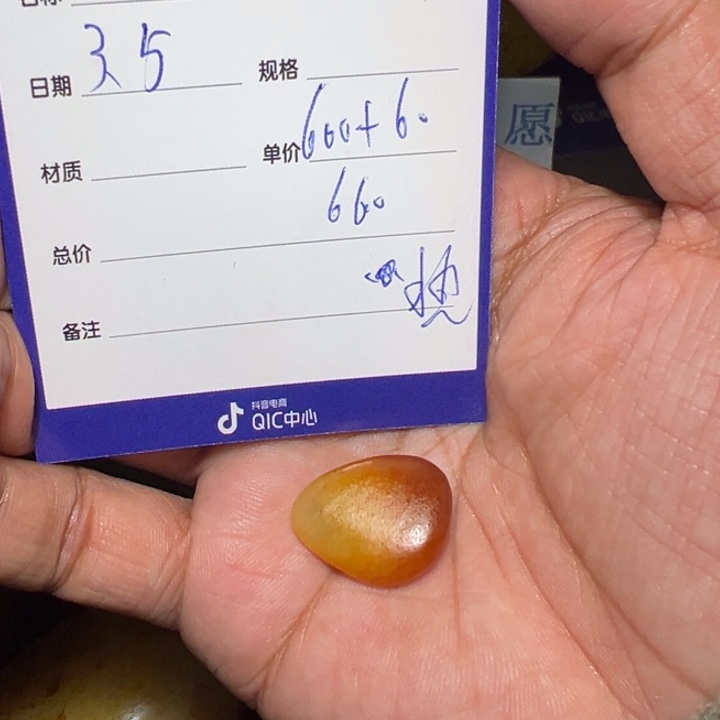 日期 35 规格
材质 单价 600+60
660
总价
备注
抖音电商
QIC中心
愿